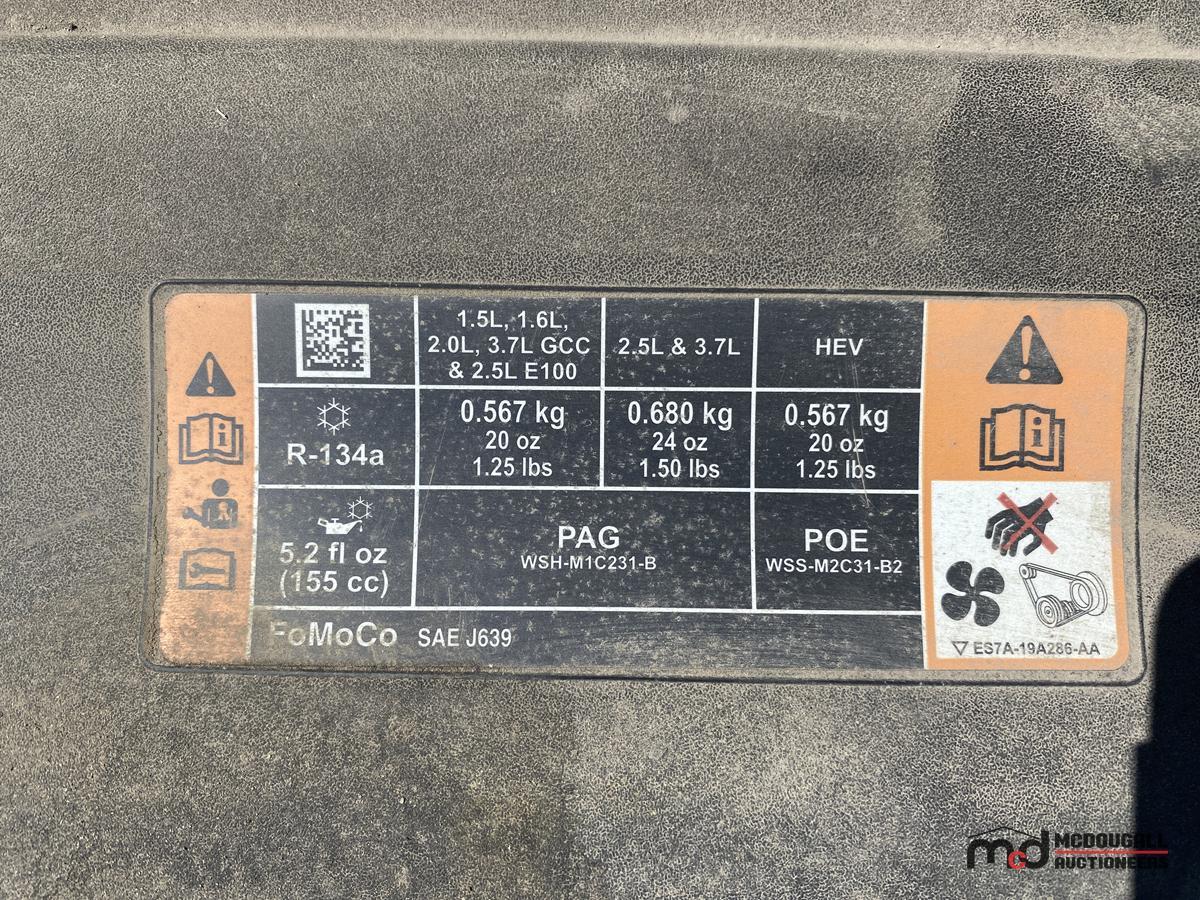 1.5L, 1.6L,
2.0L, 3.7L GCC
& 2.5L E100
2.5L & 3.7L
HEV
R-134a
0.567 kg
20 oz
1.25 lbs
0.680 kg
24 oz
1.50 lbs
0.567 kg
20 oz
1.25 lbs
5.2 fl oz
(155 cc)
PAG
WSH-M1C231-B
POE
WSS-M2C31-B2
FoMoCo SAE J639
ES7A-19A286-AA
mcd MCDOUGALL
AUCTIONEERS